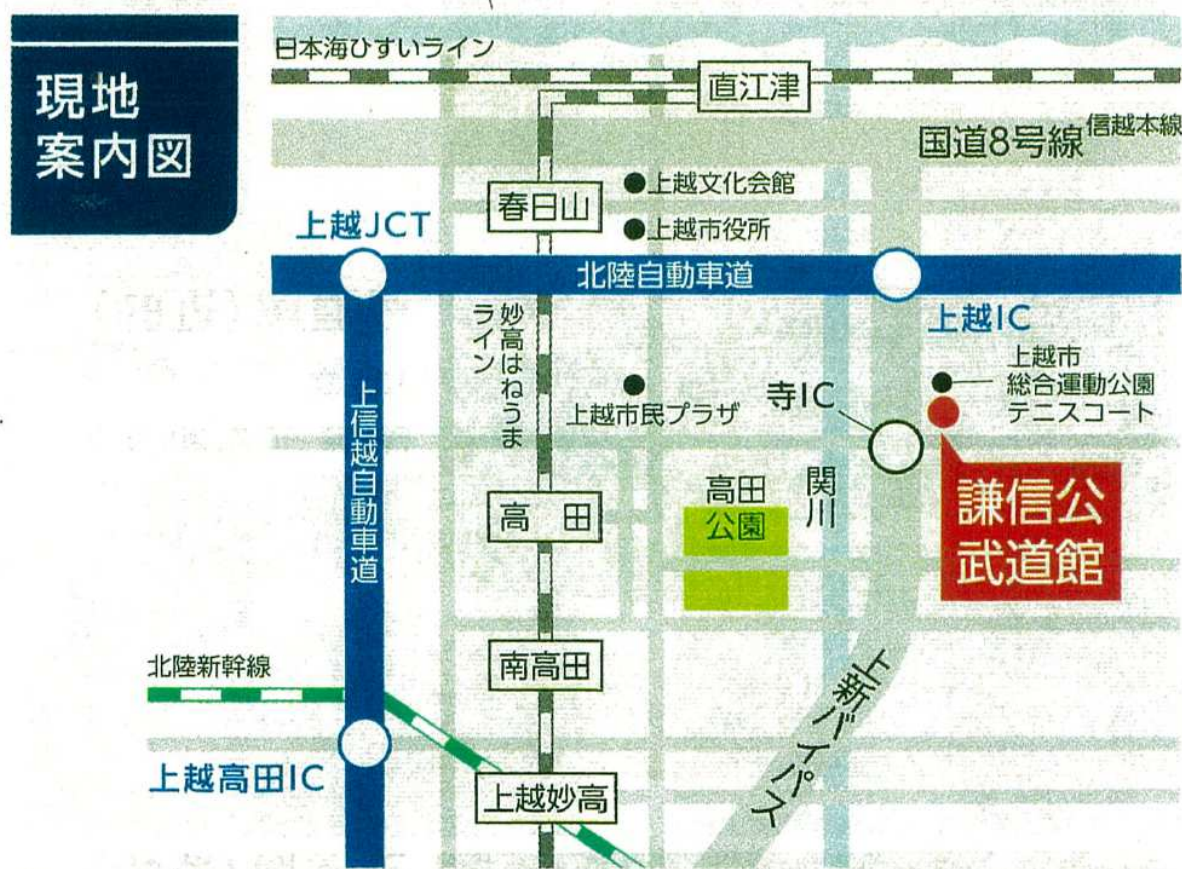 現地
案内図
日本海ひすいライン
直江津
国道8号線
信越本線
春日山
●上越文化会館
●上越市役所
上越JCT
北陸自動車道
上越IC
妙高はねうま
ライン
上信越自動車道
上越市民プラザ
寺IC
上越市
総合運動公園
テニスコート
高田
高田
公園
関川
謙信公
武道館
南高田
北陸新幹線
上越高田IC
上越妙高
上新バイパス